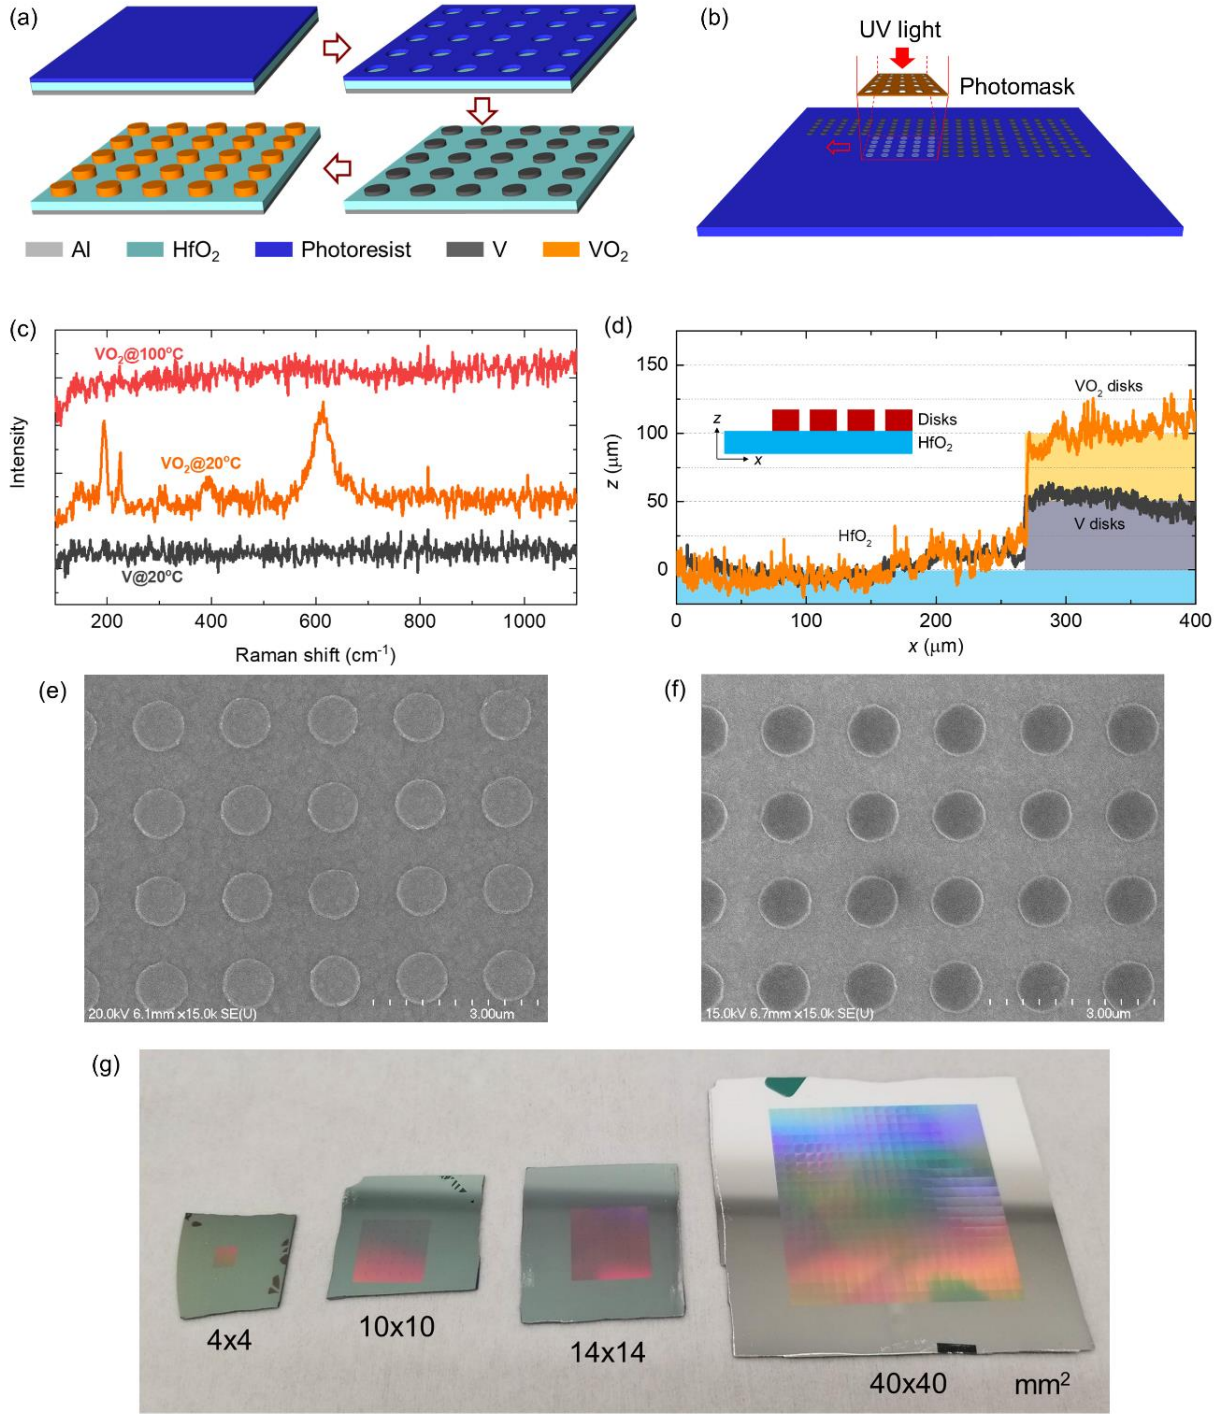 (a)
Al
HfO₂
Photoresist
V
VO₂
(b)
UV light
Photomask
(c)
VO₂@100°C
VO₂@20°C
V@20°C
Intensity
200
400
600
800
1000
Raman shift (cm⁻¹)
(d)
150
100
50
0
z (μm)
VO₂ disks
z
Disks
HfO₂
x
HfO₂
V disks
0
100
200
300
400
x (μm)
(e)
20.0kV 6.1mm x15.0k SE(U)
3.00um
(f)
15.0kV 6.7mm x15.0k SE(U)
3.00um
(g)
4x4
10x10
14x14
40x40
mm²